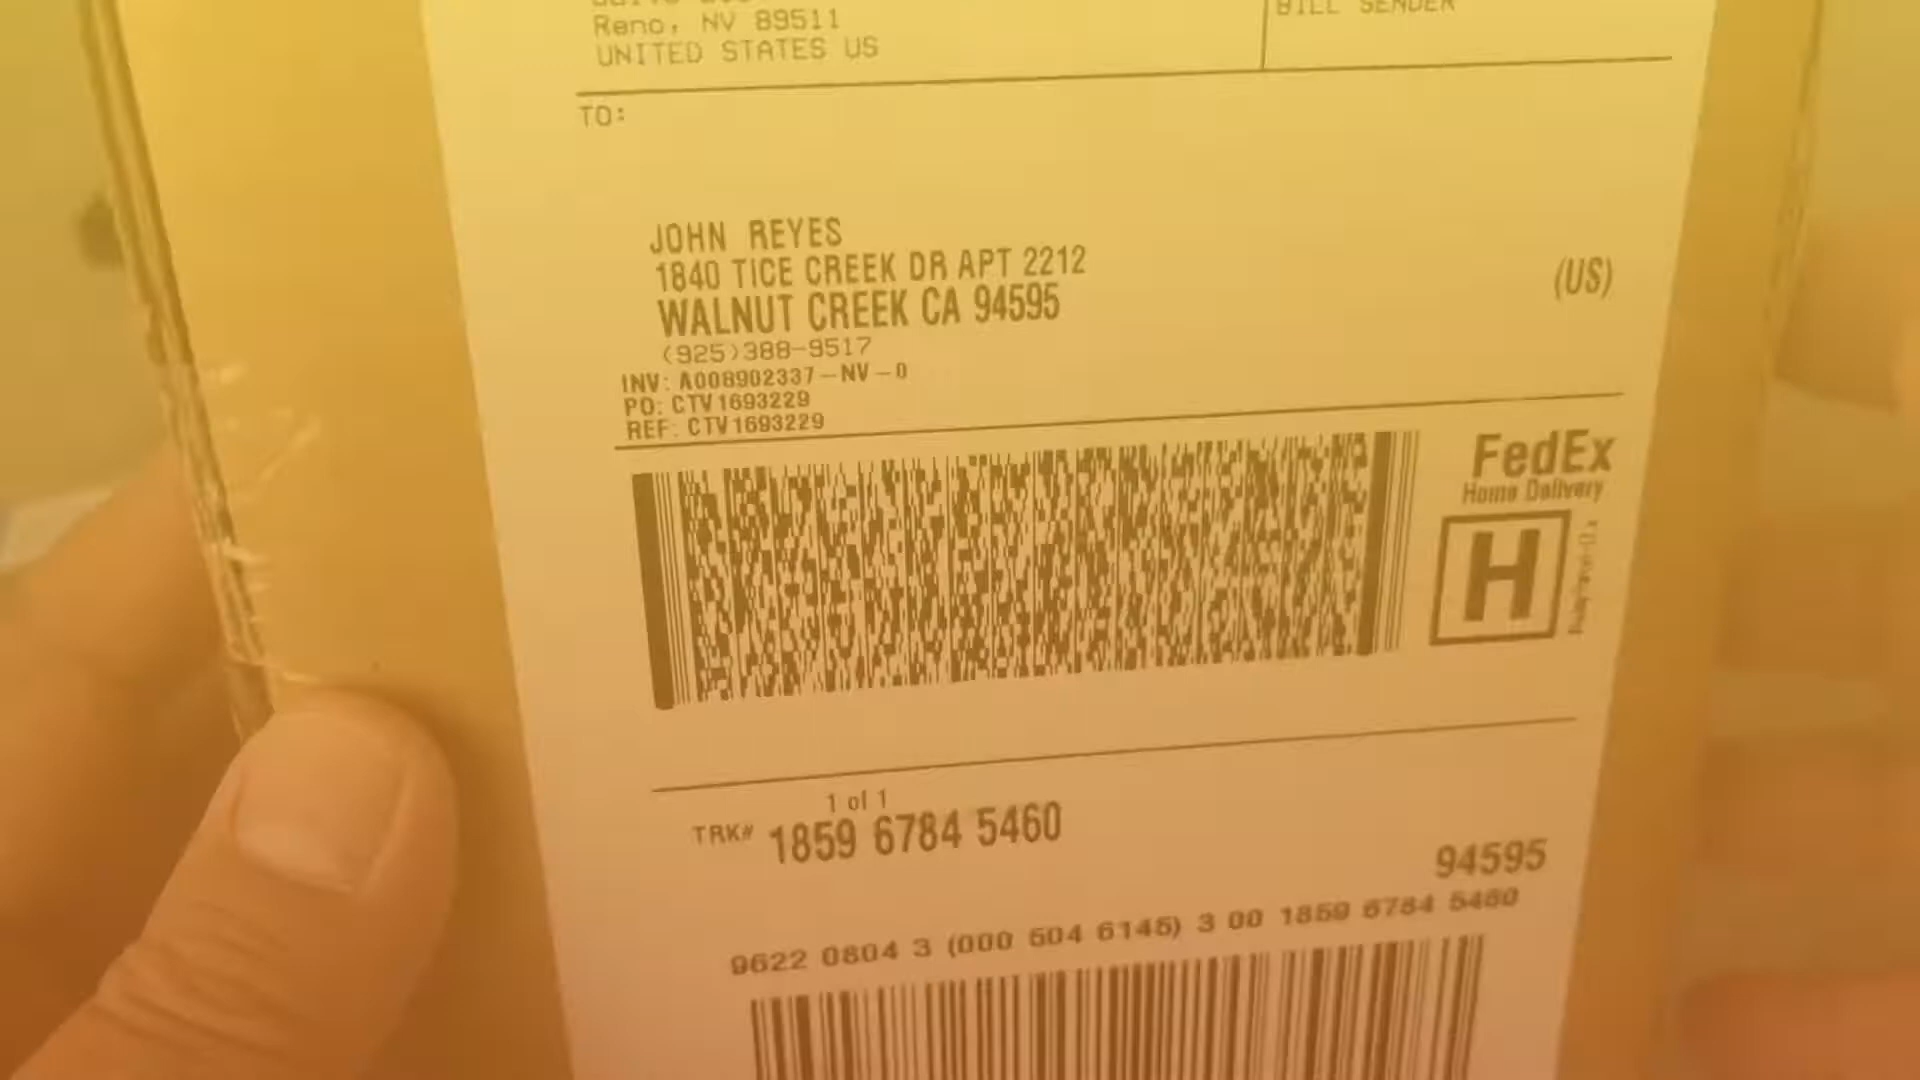 Reno, NV 89511
UNITED STATES US
BILL SENDER
TO:
JOHN REYES
1840 TICE CREEK DR APT 2212
WALNUT CREEK CA 94595
(US)
(925)388-9517
INV: A008902337-NV-0
PO: CTV1693229
REF: CTV1693229
FedEx
Home Delivery
H
1 of 1
TRK# 1859 6784 5460
94595
9622 0804 3 (000 504 6145) 3 00 1859 6784 5460